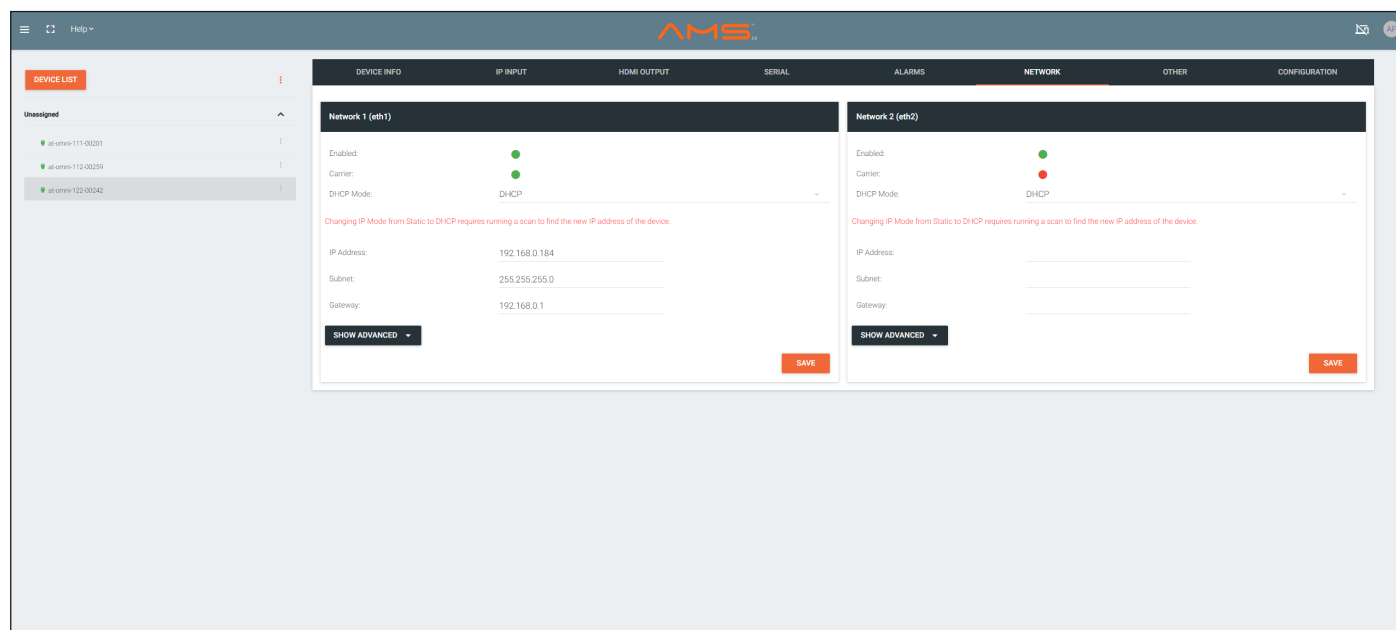 Help
AMS
AP
DEVICE LIST
Unassigned
at-omni-111-00201
at-omni-112-00259
at-omni-122-00242
DEVICE INFO IP INPUT HDMI OUTPUT SERIAL ALARMS NETWORK OTHER CONFIGURATION
Network 1 (eth1)
Enabled:
Carrier:
DHCP Mode: DHCP
Changing IP Mode from Static to DHCP requires running a scan to find the new IP address of the device.
IP Address: 192.168.0.184
Subnet: 255.255.255.0
Gateway: 192.168.0.1
SHOW ADVANCED
SAVE
Network 2 (eth2)
Enabled:
Carrier:
DHCP Mode: DHCP
Changing IP Mode from Static to DHCP requires running a scan to find the new IP address of the device.
IP Address:
Subnet:
Gateway:
SHOW ADVANCED
SAVE